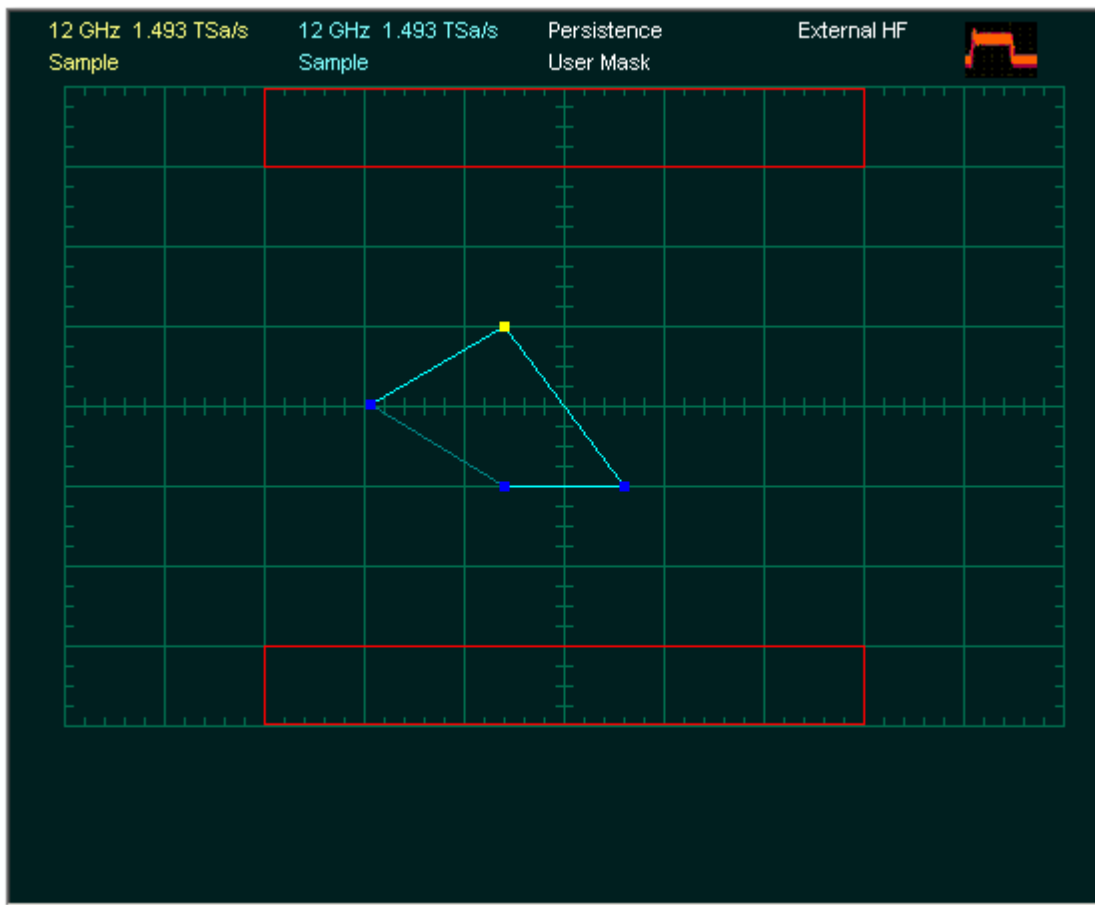 12 GHz 1.493 TSa/s 12 GHz 1.493 TSa/s Persistence External HF
Sample Sample User Mask